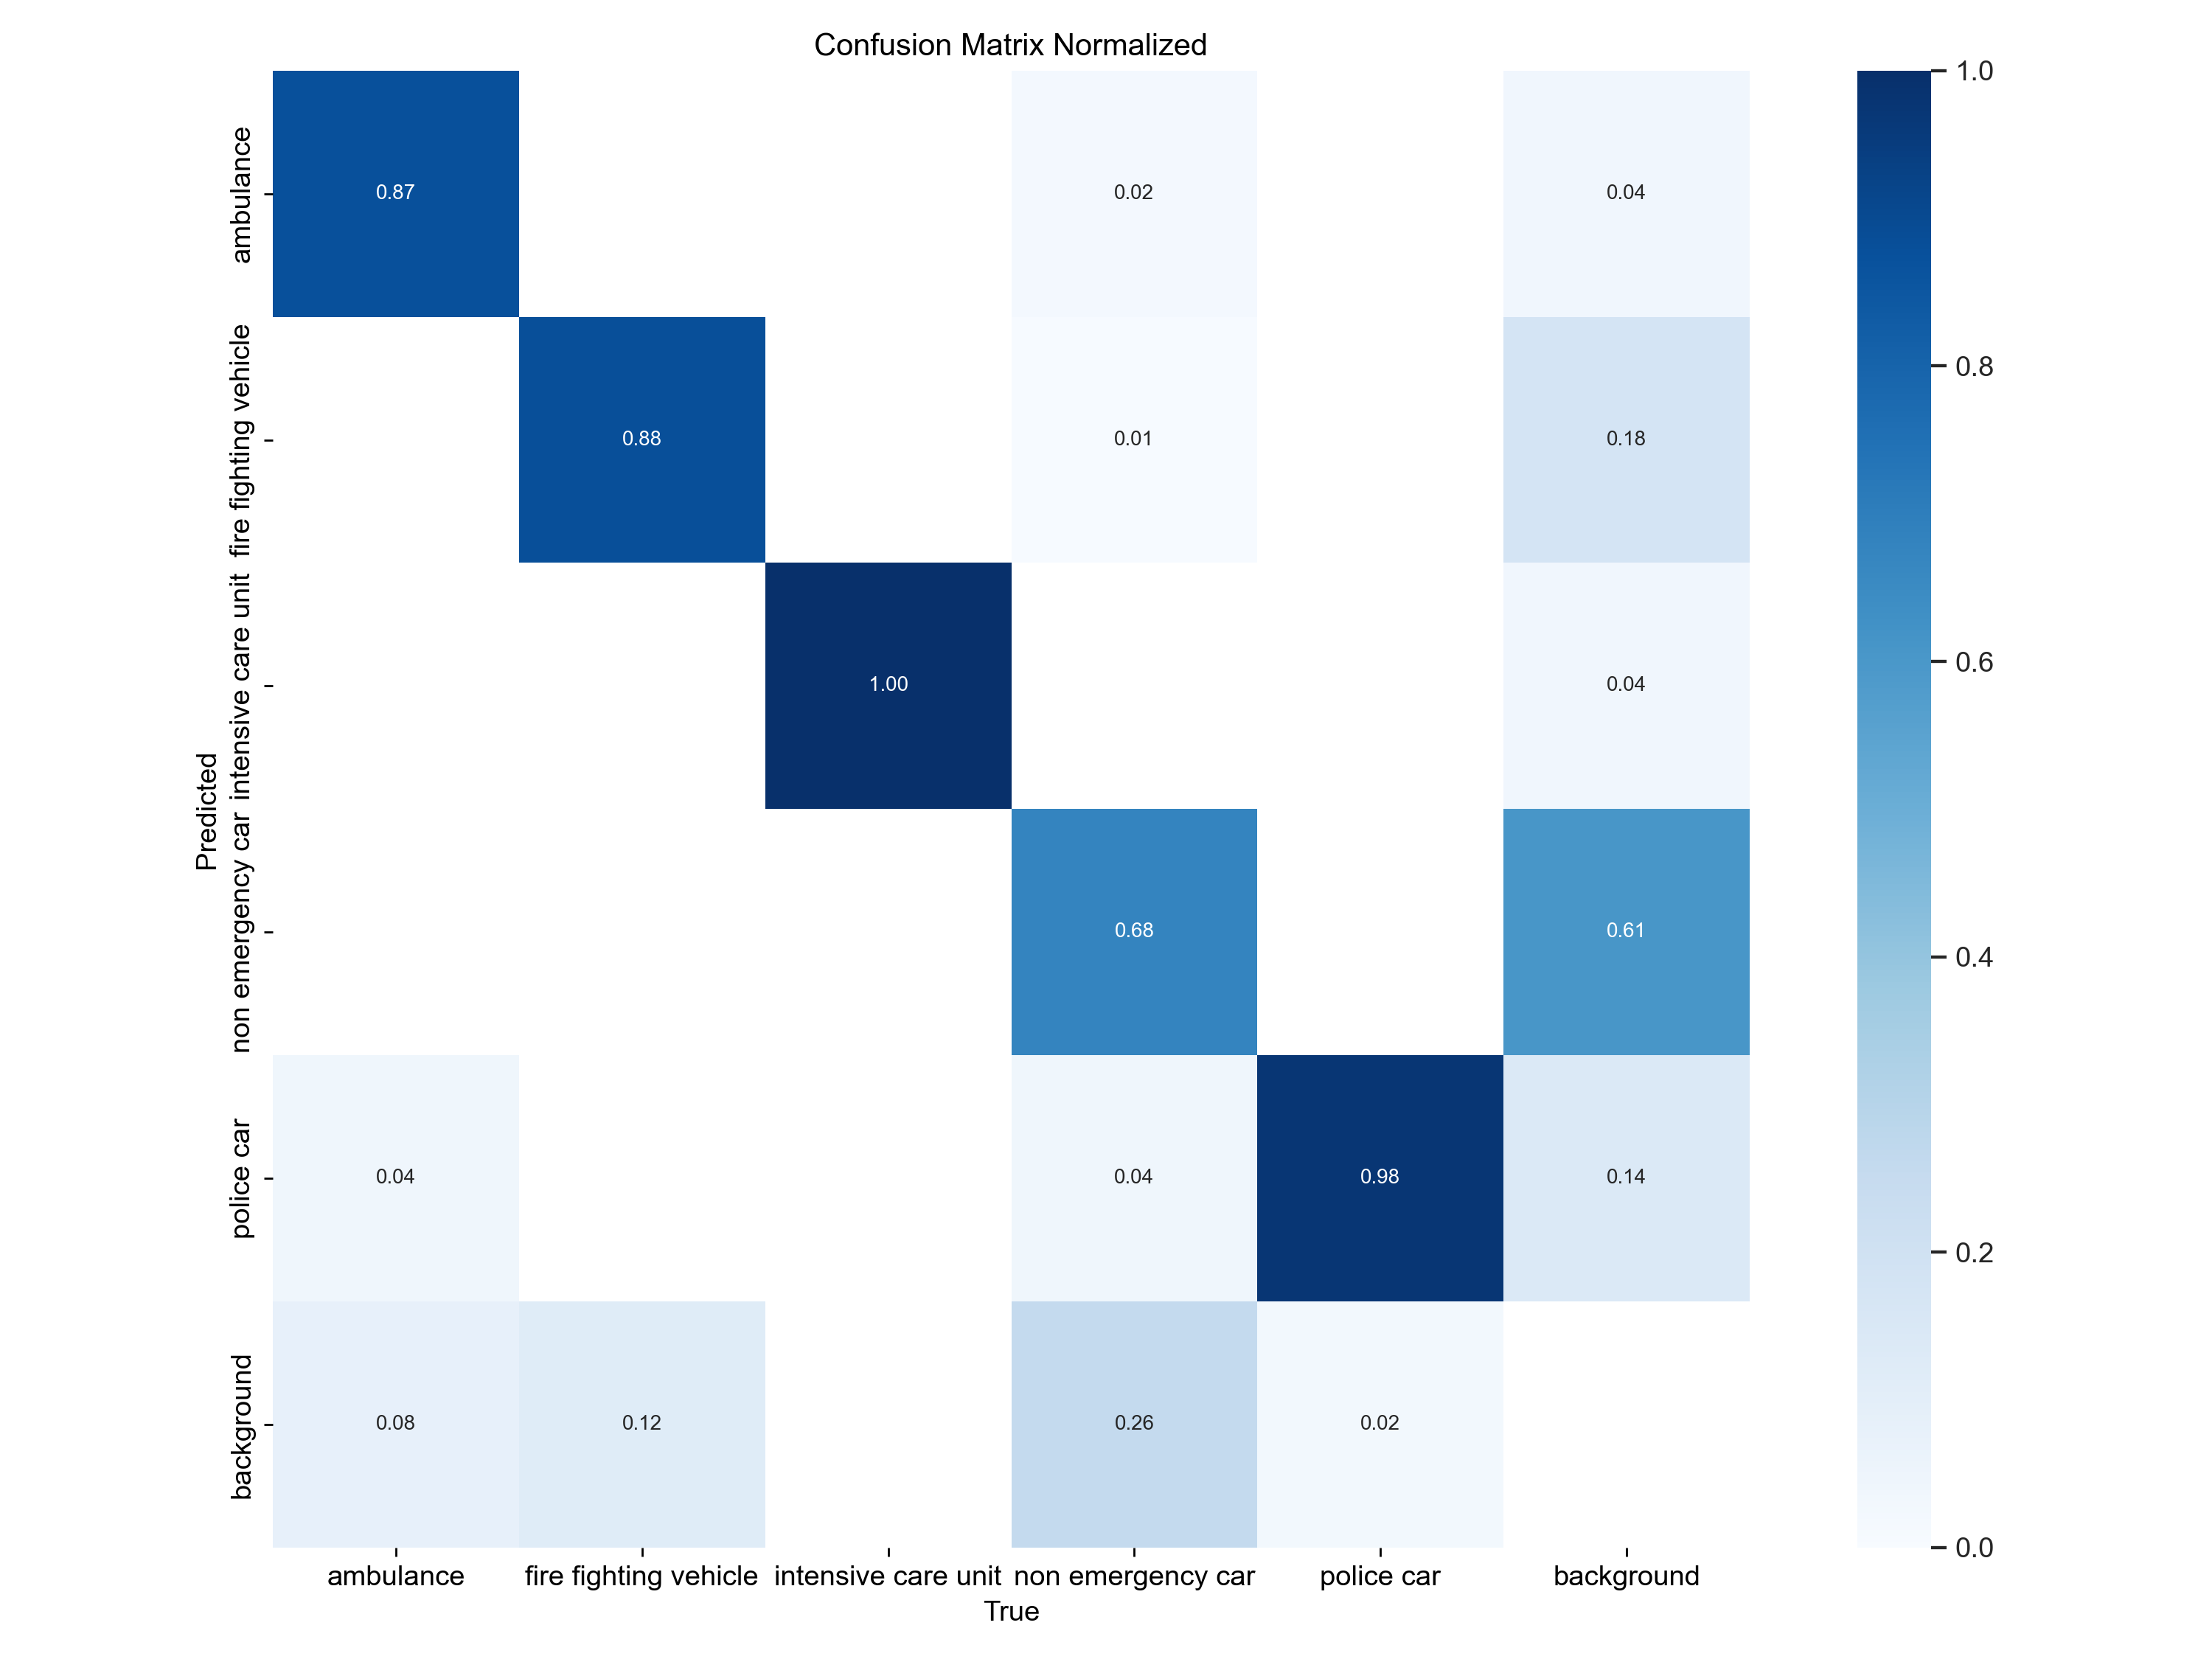 Confusion Matrix Normalized
ambulance
0.87
0.02
0.04
fire fighting vehicle
0.88
0.01
0.18
intensive care unit
1.00
0.04
non emergency car
0.68
0.61
police car
0.04
0.04
0.98
0.14
background
0.08
0.12
0.26
0.02
Predicted
ambulance
fire fighting vehicle
intensive care unit
non emergency car
police car
background
True
1.0
0.8
0.6
0.4
0.2
0.0